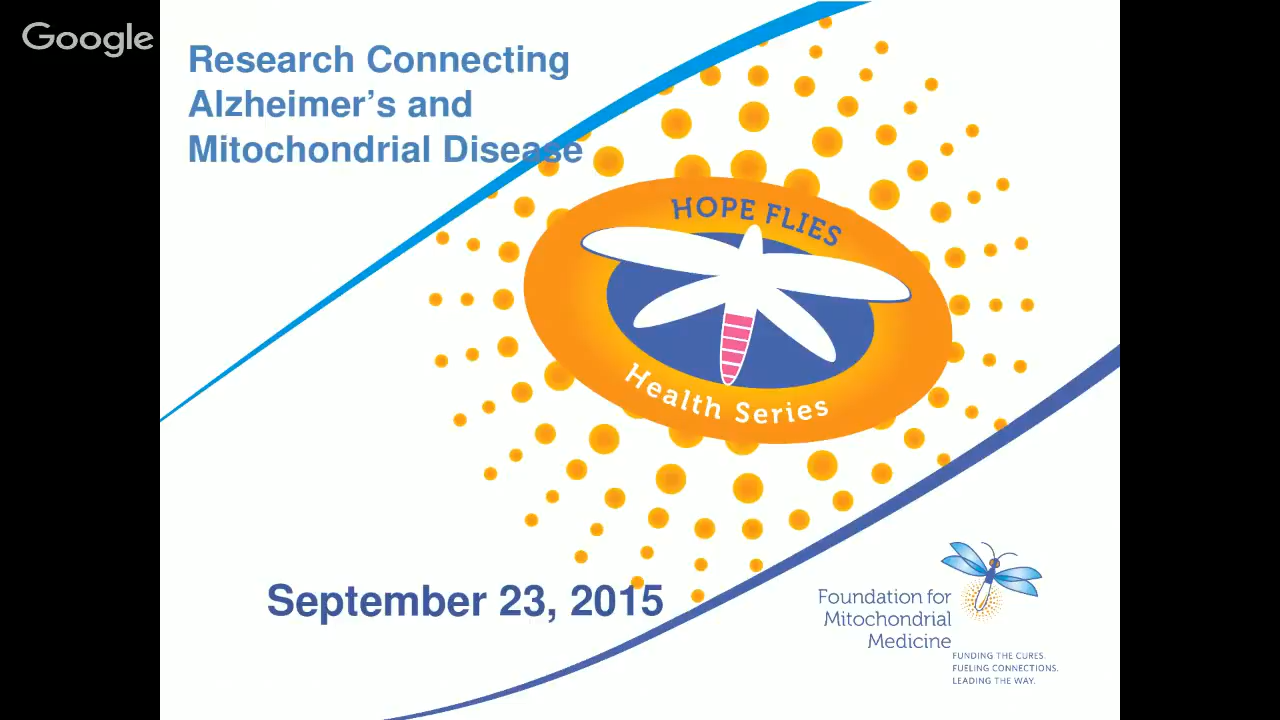 Google
Research Connecting
Alzheimer’s and
Mitochondrial Disease
HOPE FLIES
Health Series
September 23, 2015
Foundation for
Mitochondrial
Medicine
FUNDING THE CURES.
FUELING CONNECTIONS.
LEADING THE WAY.